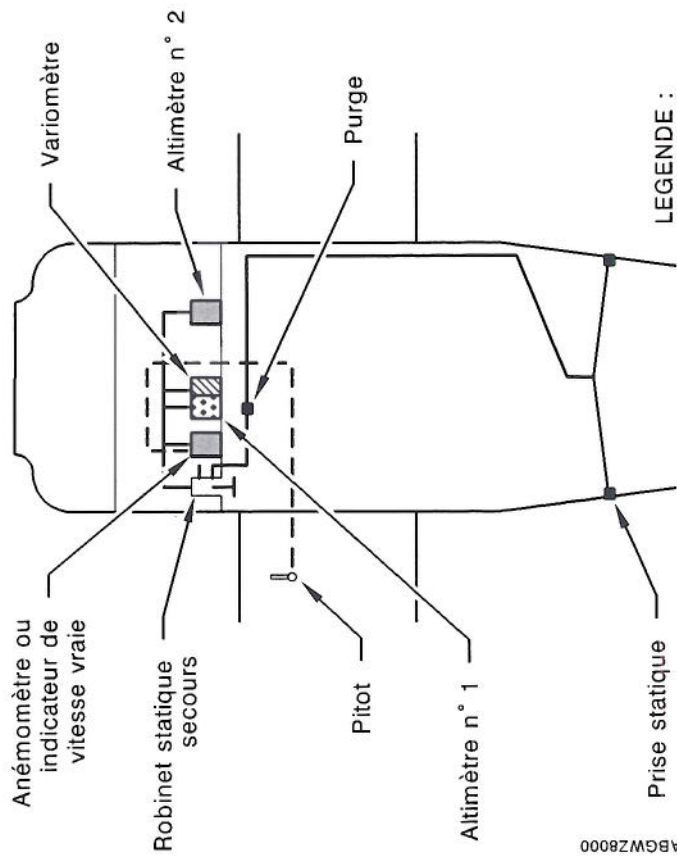 Anémomètre ou
indicateur de
vitesse vraie
Robinet statique
secours
Pitot
Altimètre n° 1
Prise statique
Variomètre
Altimètre n° 2
Purge
LEGENDE :
ABGWZ8000